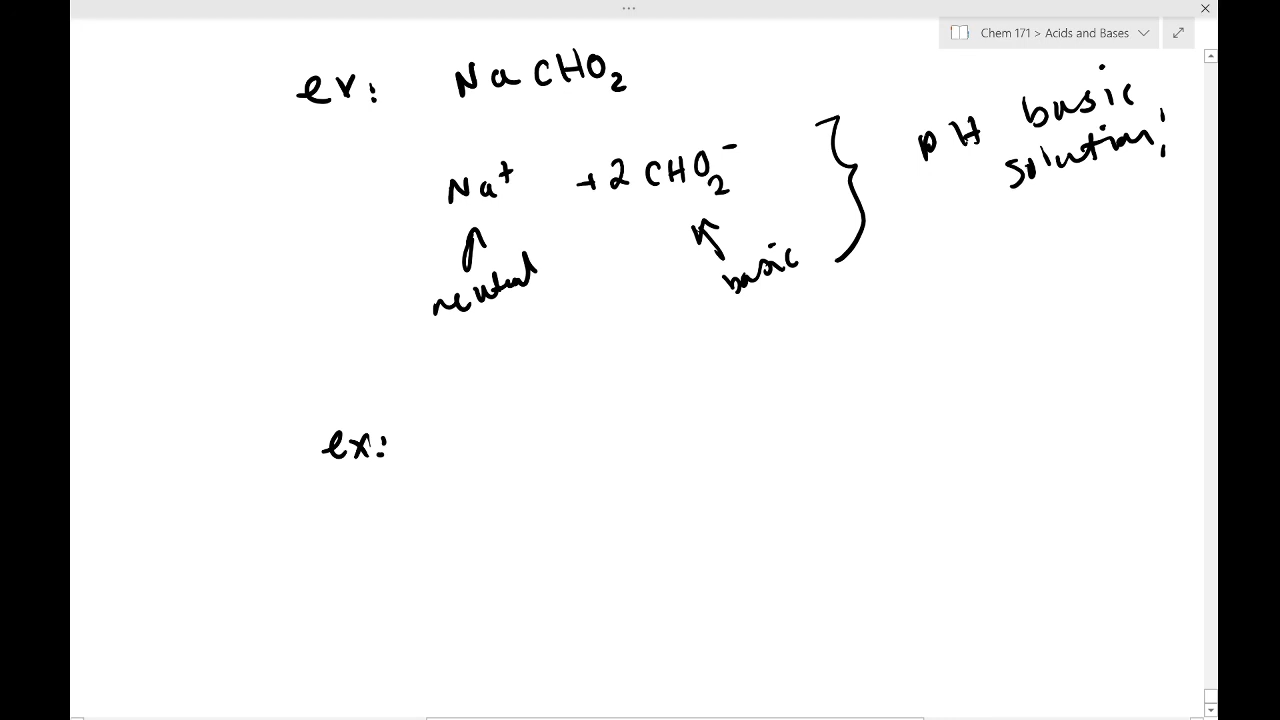 Chem 171 > Acids and Bases
ex: NaCHO₂
Na⁺ + 2 CHO₂⁻
neutral
basic
pH basic
solution!
ex: